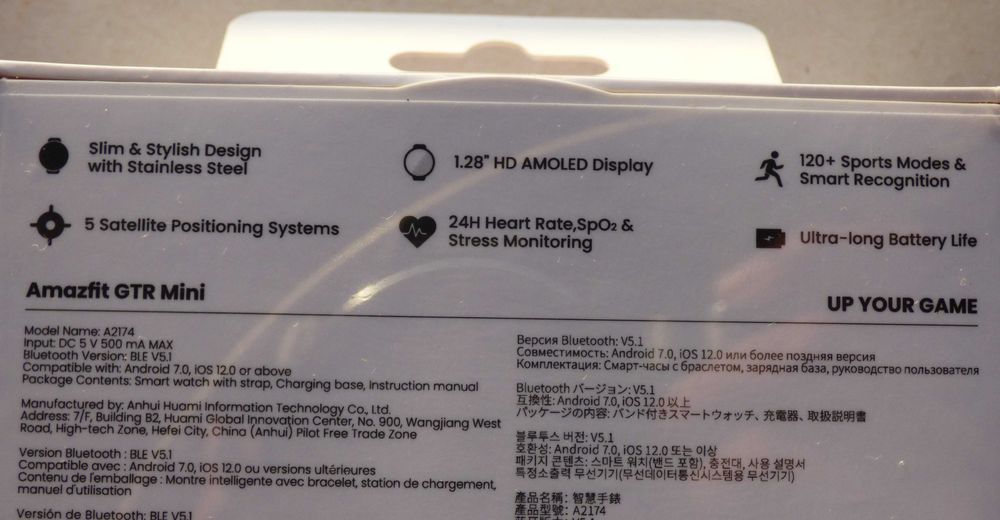 Slim & Stylish Design
with Stainless Steel
1.28" HD AMOLED Display
120+ Sports Modes &
Smart Recognition
5 Satellite Positioning Systems
24H Heart Rate,SpO₂ &
Stress Monitoring
Ultra-long Battery Life
Amazfit GTR Mini
UP YOUR GAME
Model Name: A2174
Input: DC 5 V 500 mA MAX
Bluetooth Version: BLE V5.1
Compatible with: Android 7.0, iOS 12.0 or above
Package Contents: Smart watch with strap, Charging base, Instruction manual
Manufactured by: Anhui Huami Information Technology Co., Ltd.
Address: 7/F, Building B2, Huami Global Innovation Center, No. 900, Wangjiang West
Road, High-tech Zone, Hefei City, China (Anhui) Pilot Free Trade Zone
Version Bluetooth : BLE V5.1
Compatible avec : Android 7.0, iOS 12.0 ou versions ultérieures
Contenu de l'emballage : Montre intelligente avec bracelet, station de chargement,
manuel d'utilisation
Versión de Bluetooth: BLE V5.1
Версия Bluetooth: V5.1
Совместимость: Android 7.0, iOS 12.0 или более поздняя версия
Комплектация: Смарт-часы с браслетом, зарядная база, руководство пользователя
Bluetooth バージョン: V5.1
互換性: Android 7.0, iOS 12.0 以上
パッケージの内容: バンド付きスマートウォッチ、充電器、取扱説明書
블루투스 버전: V5.1
호환성: Android 7.0, iOS 12.0 또는 이상
패키지 콘텐츠: 스마트 워치(밴드 포함), 충전대, 사용 설명서
특정소출력 무선기기(무선데이터통신시스템용 무선기기)
產品名稱: 智慧手錶
產品型號: A2174